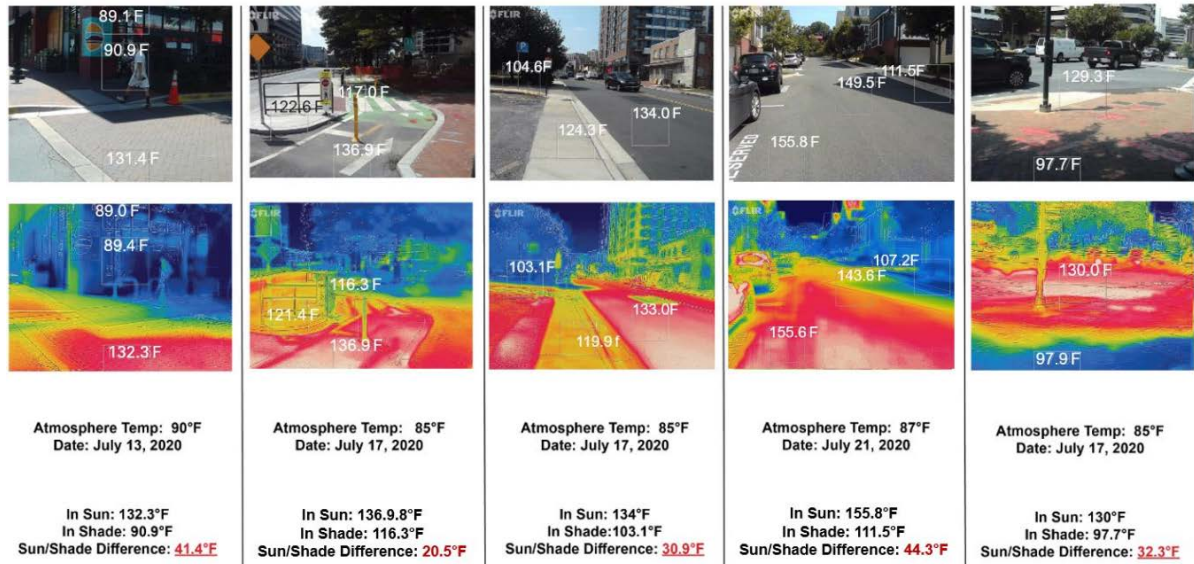 89.1 F
90.9 F
131.4 F
89.0 F
89.4 F
132.3 F
Atmosphere Temp: 90°F
Date: July 13, 2020
In Sun: 132.3°F
In Shade: 90.9°F
Sun/Shade Difference: 41.4°F
FLIR
117.0 F
122.6 F
136.9 F
FLIR
116.3 F
121.4 F
136.9 F
Atmosphere Temp: 85°F
Date: July 17, 2020
In Sun: 136.9.8°F
In Shade: 116.3°F
Sun/Shade Difference: 20.5°F
FLIR
P
104.6F
134.0 F
124.3 F
FLIR
103.1 F
133.0F
119.9 f
Atmosphere Temp: 85°F
Date: July 17, 2020
In Sun: 134°F
In Shade:103.1°F
Sun/Shade Difference: 30.9°F
111.5F
149.5 F
155.8 F
RESERVED
FLIR
107.2F
143.6 F
155.6 F
Atmosphere Temp: 87°F
Date: July 21, 2020
In Sun: 155.8°F
In Shade: 111.5°F
Sun/Shade Difference: 44.3°F
129.3 F
97.7 F
130.0 F
97.9 F
Atmosphere Temp: 85°F
Date: July 17, 2020
In Sun: 130°F
In Shade: 97.7°F
Sun/Shade Difference: 32.3°F